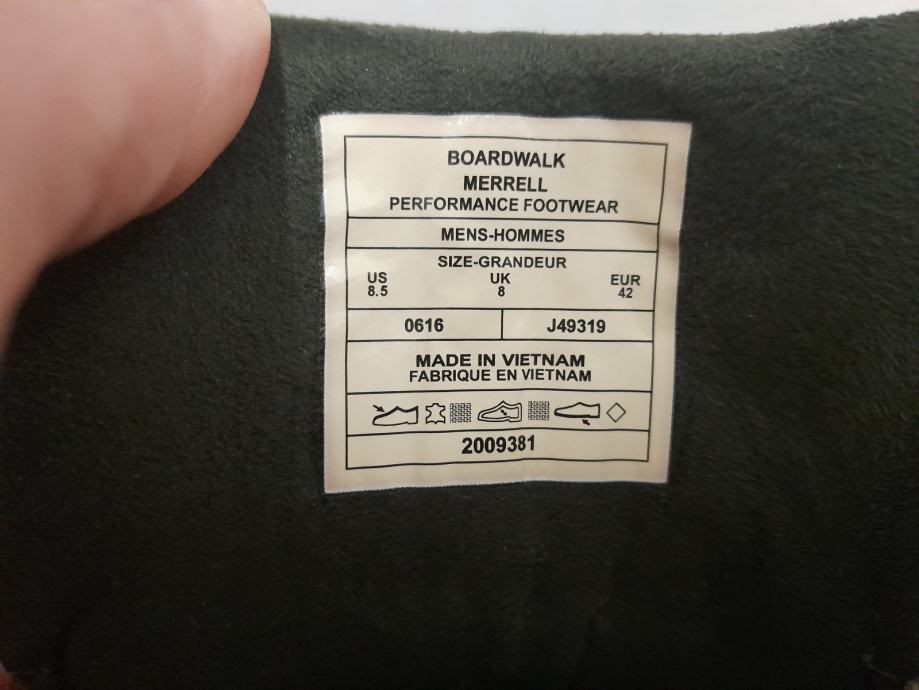 BOARDWALK
MERRELL
PERFORMANCE FOOTWEAR
MENS-HOMMES
SIZE-GRANDEUR
US UK EUR
8.5 8 42
0616 J49319
MADE IN VIETNAM
FABRIQUE EN VIETNAM
2009381